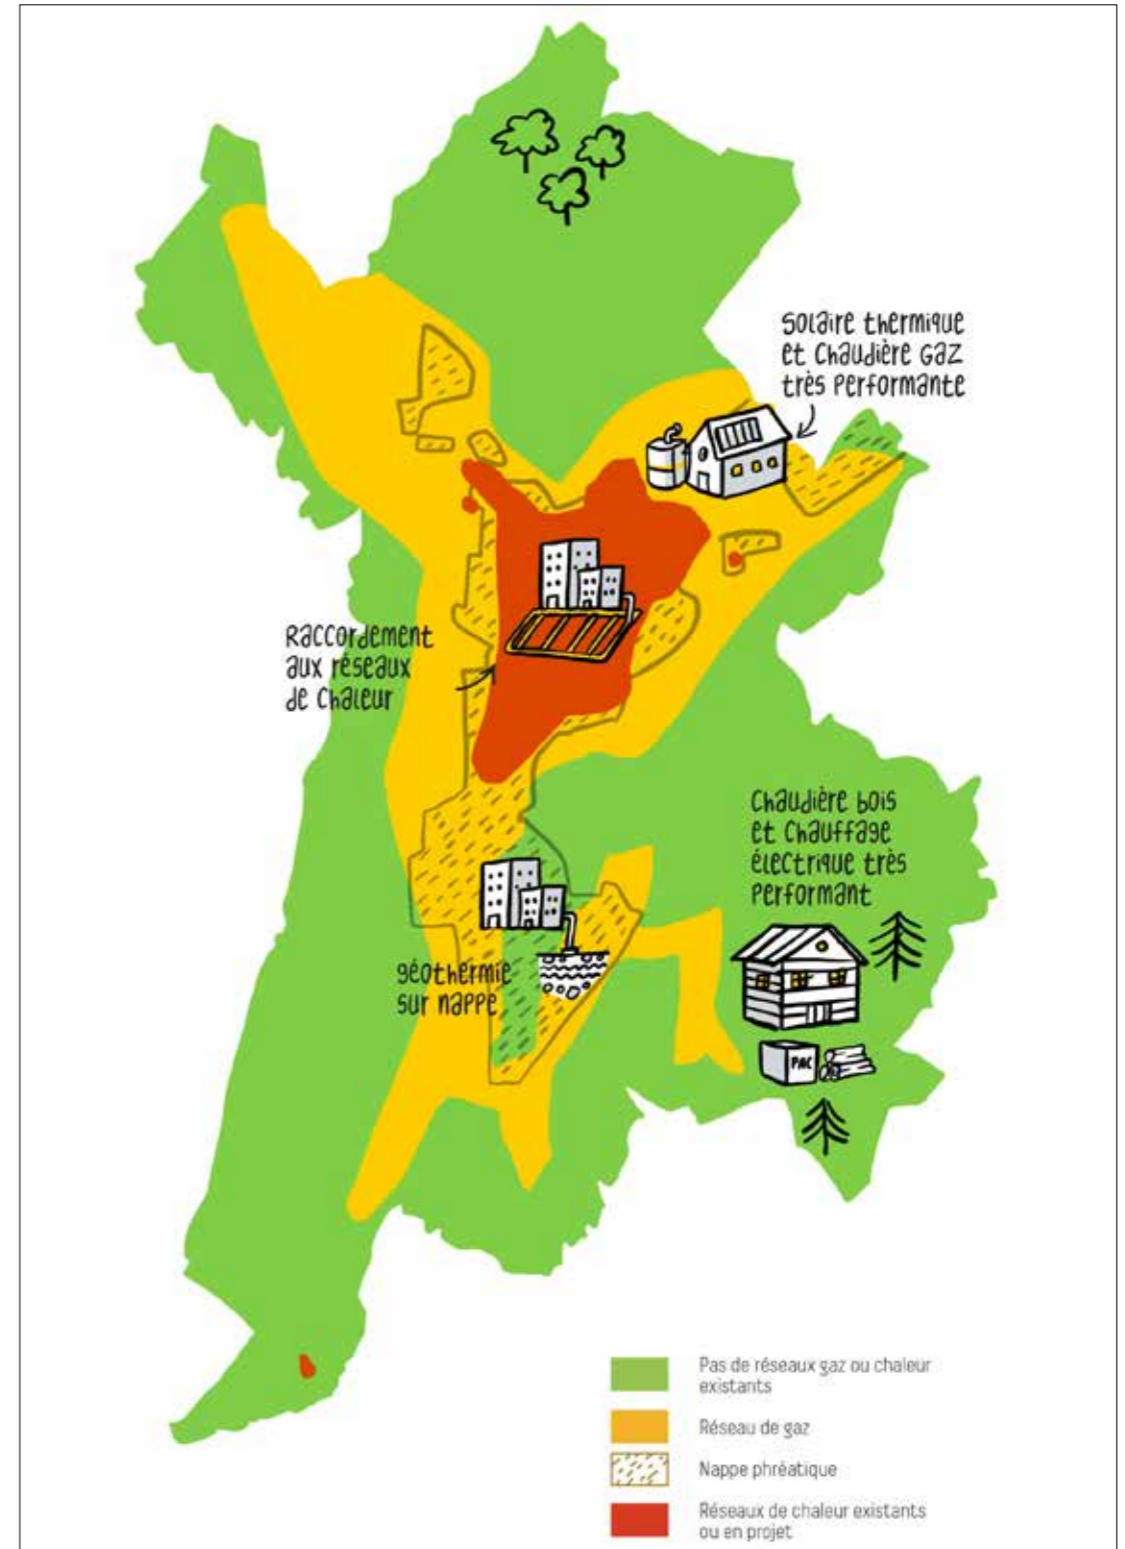 Solaire thermique
et Chaudière Gaz
très Performante
Raccordement
aux réseaux
de Chaleur
Chaudière bois
et Chauffage
électrique très
Performant
géothermie
sur nappe
PAC
Pas de réseaux gaz ou chaleur
existants
Réseau de gaz
Nappe phréatique
Réseaux de chaleur existants
ou en projet